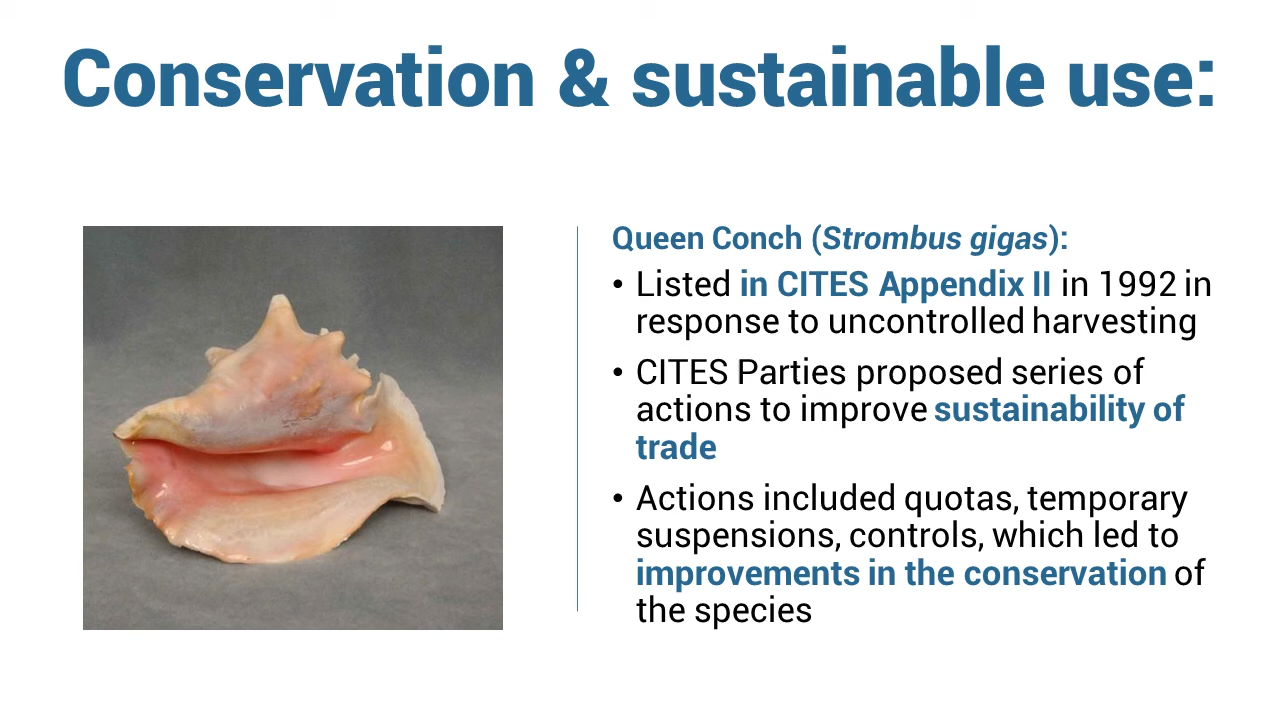 Conservation & sustainable use:
Queen Conch (Strombus gigas):
• Listed in CITES Appendix II in 1992 in
response to uncontrolled harvesting
• CITES Parties proposed series of
actions to improve sustainability of
trade
• Actions included quotas, temporary
suspensions, controls, which led to
improvements in the conservation of
the species